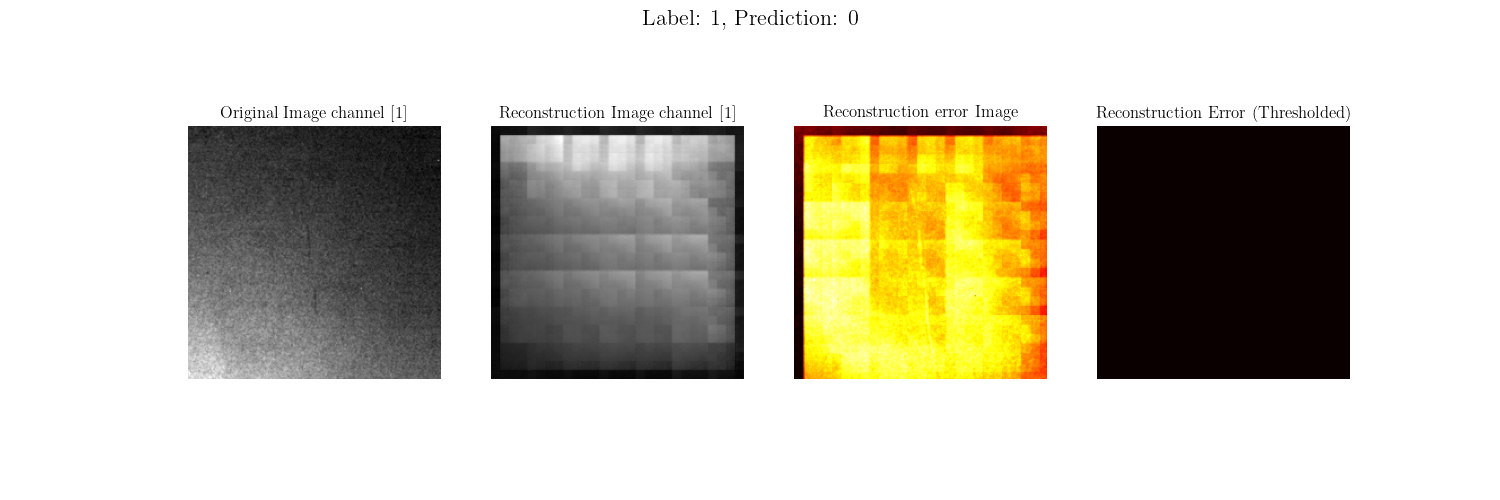 Label: 1, Prediction: 0
Original Image channel [1]
Reconstruction Image channel [1]
Reconstruction error Image
Reconstruction Error (Thresholded)